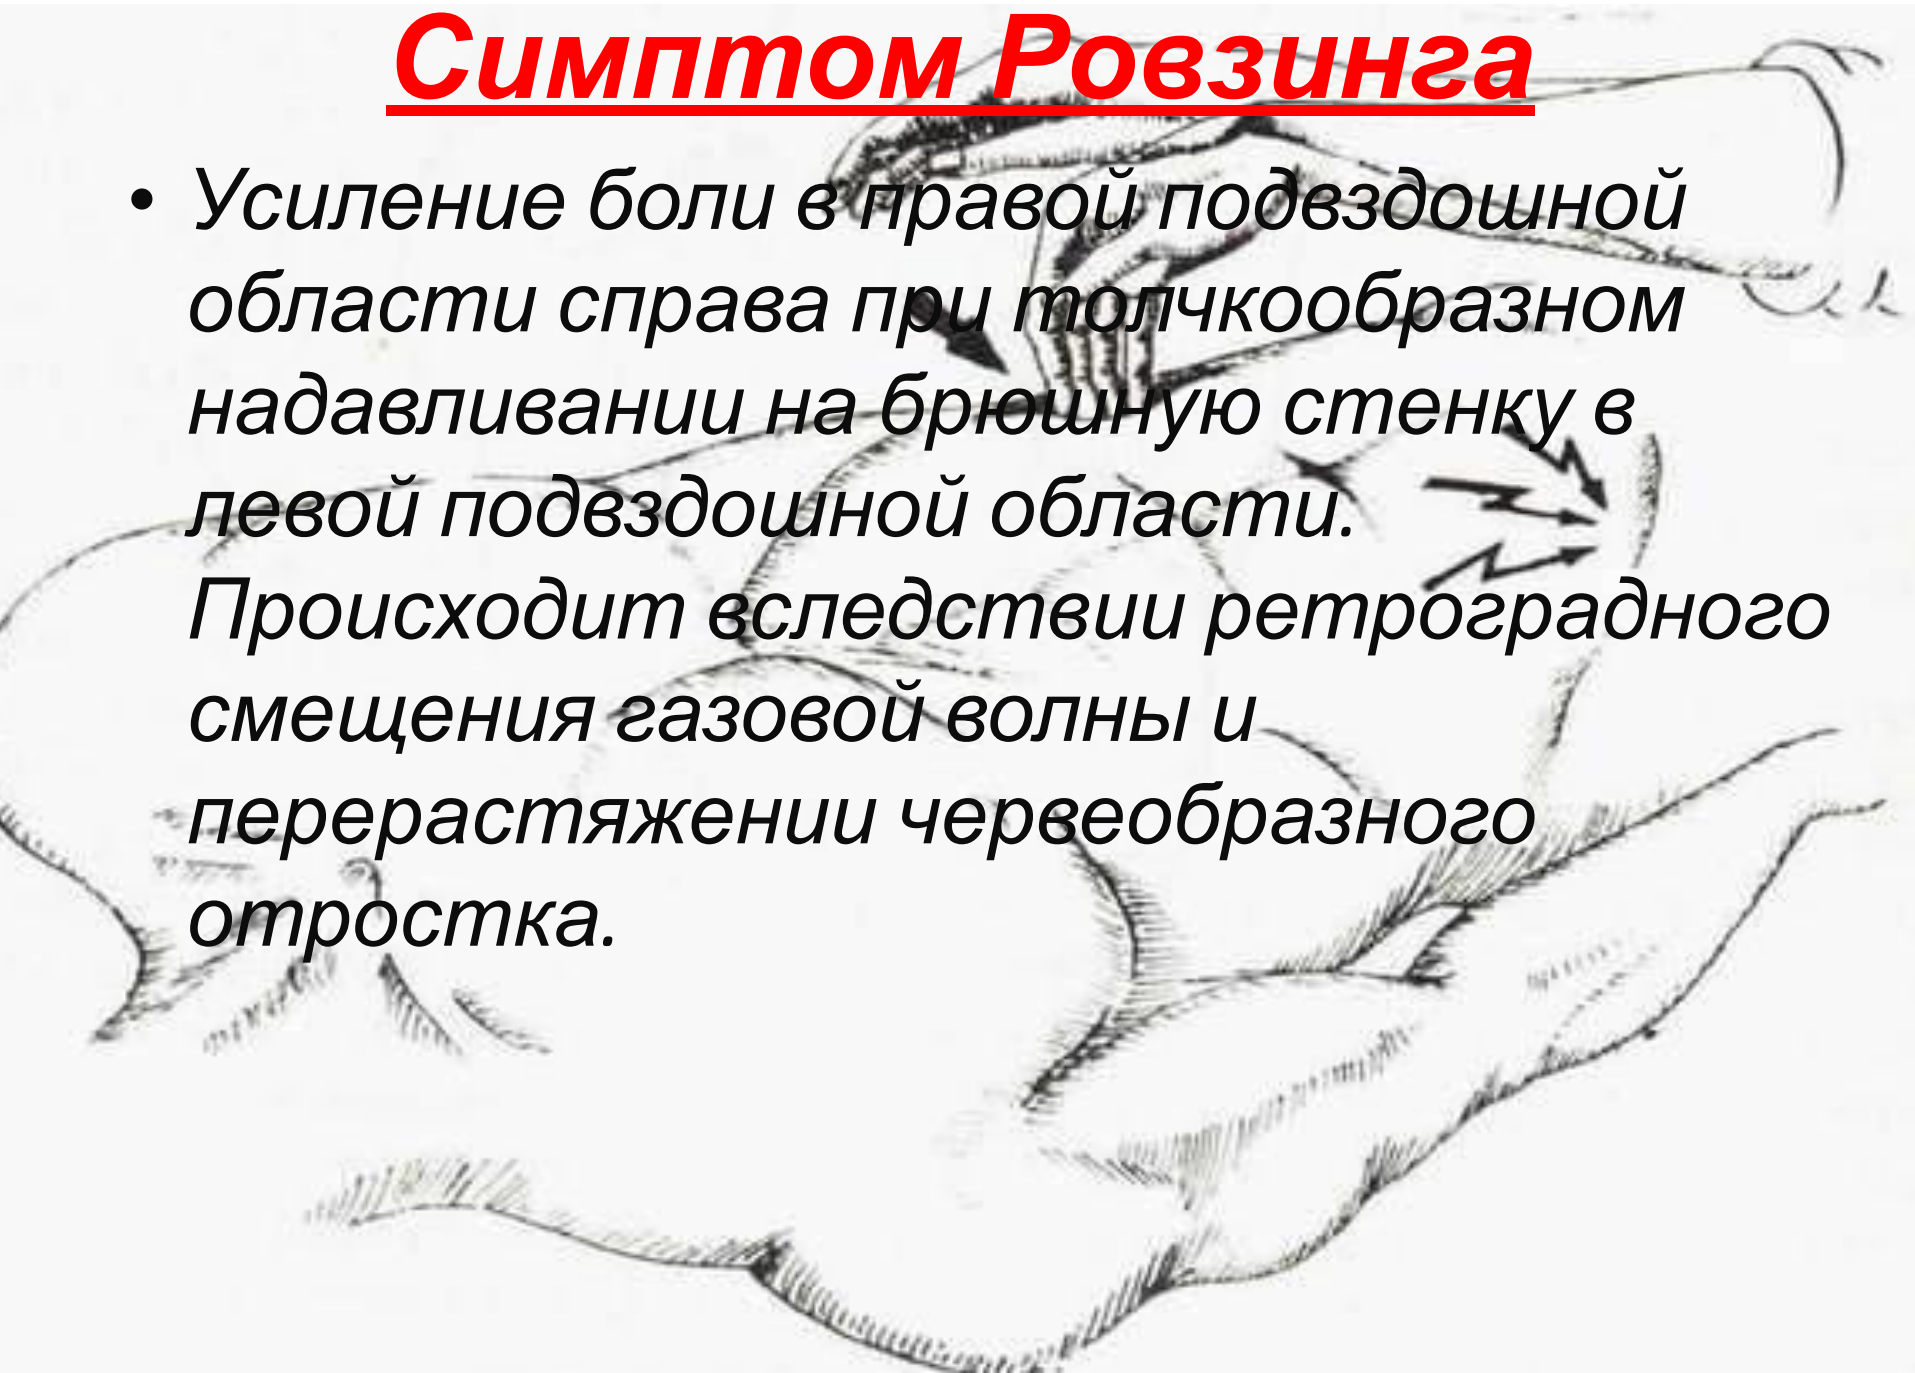 Симптом Ровзинга
• Усиление боли в правой подвздошной
области справа при толчкообразном
надавливании на брюшную стенку в
левой подвздошной области.
Происходит вследствии ретроградного
смещения газовой волны и
перерастяжении червеобразного
отростка.